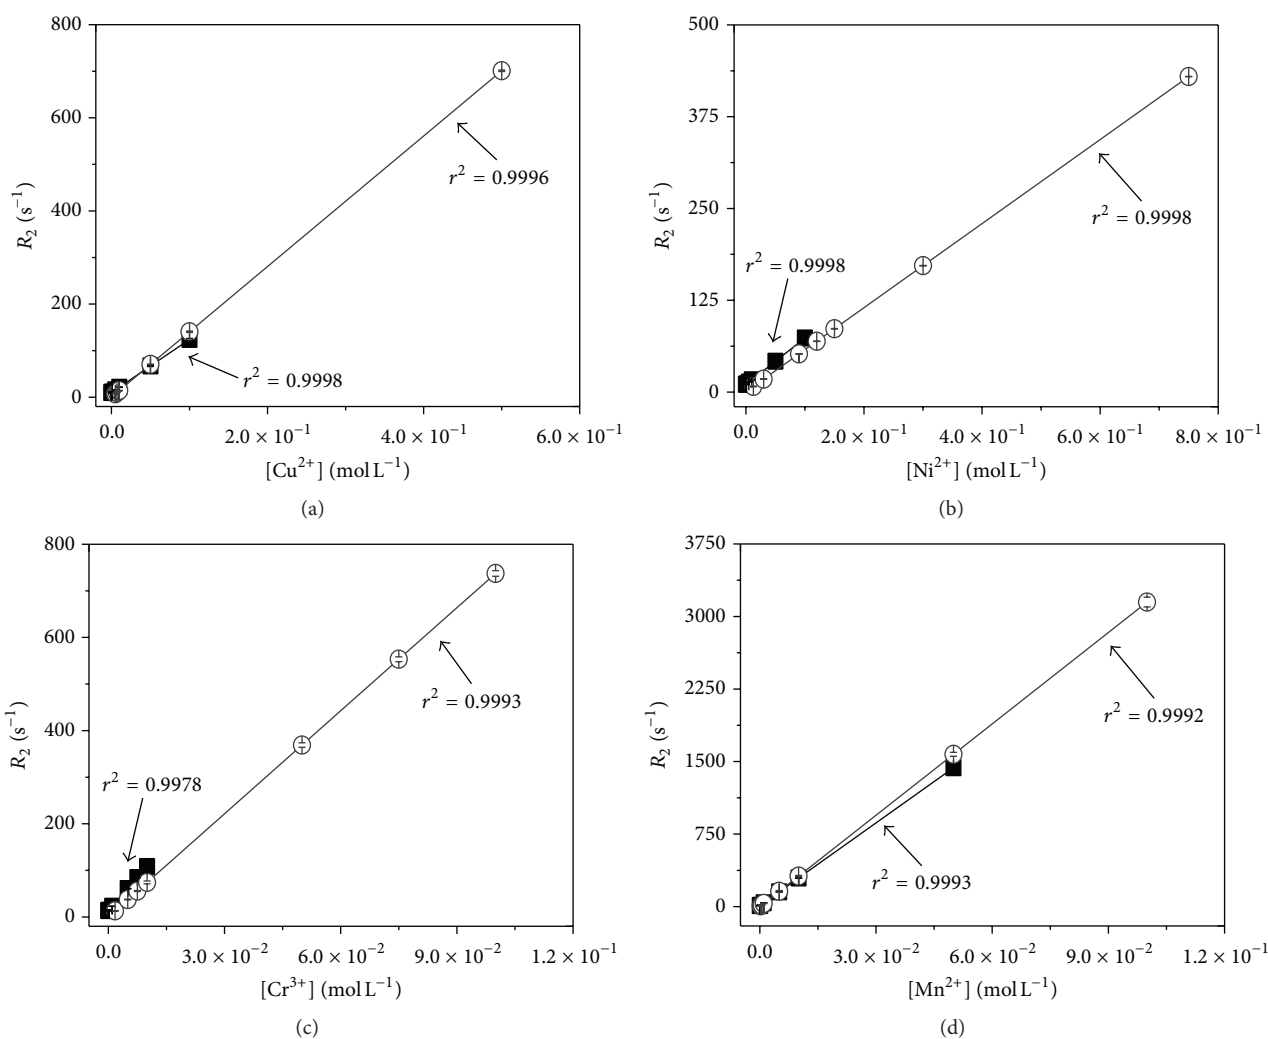 800
600
400
200
0
R₂ (s⁻¹)
r² = 0.9996
r² = 0.9998
0.0 2.0 × 10⁻¹ 4.0 × 10⁻¹ 6.0 × 10⁻¹
[Cu²⁺] (mol L⁻¹)
(a)
500
375
250
125
0
R₂ (s⁻¹)
r² = 0.9998
r² = 0.9998
0.0 2.0 × 10⁻¹ 4.0 × 10⁻¹ 6.0 × 10⁻¹ 8.0 × 10⁻¹
[Ni²⁺] (mol L⁻¹)
(b)
800
600
400
200
0
R₂ (s⁻¹)
r² = 0.9993
r² = 0.9978
0.0 3.0 × 10⁻² 6.0 × 10⁻² 9.0 × 10⁻² 1.2 × 10⁻¹
[Cr³⁺] (mol L⁻¹)
(c)
3750
3000
2250
1500
750
0
R₂ (s⁻¹)
r² = 0.9992
r² = 0.9993
0.0 3.0 × 10⁻² 6.0 × 10⁻² 9.0 × 10⁻² 1.2 × 10⁻¹
[Mn²⁺] (mol L⁻¹)
(d)